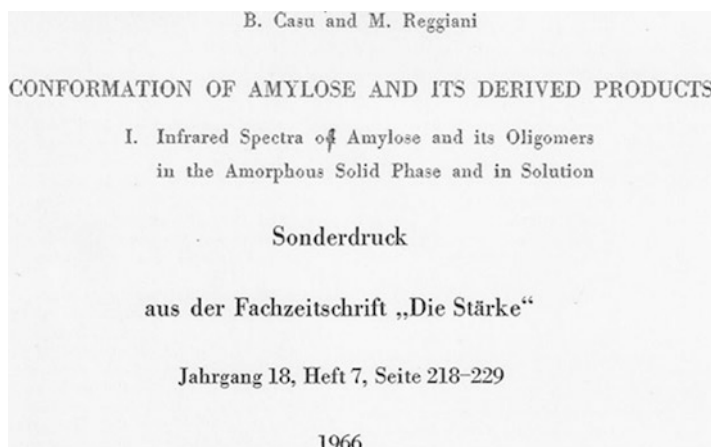 B. Casu and M. Reggiani
CONFORMATION OF AMYLOSE AND ITS DERIVED PRODUCTS
I. Infrared Spectra of Amylose and its Oligomers
in the Amorphous Solid Phase and in Solution
Sonderdruck
aus der Fachzeitschrift „Die Stärke“
Jahrgang 18, Heft 7, Seite 218–229
1966